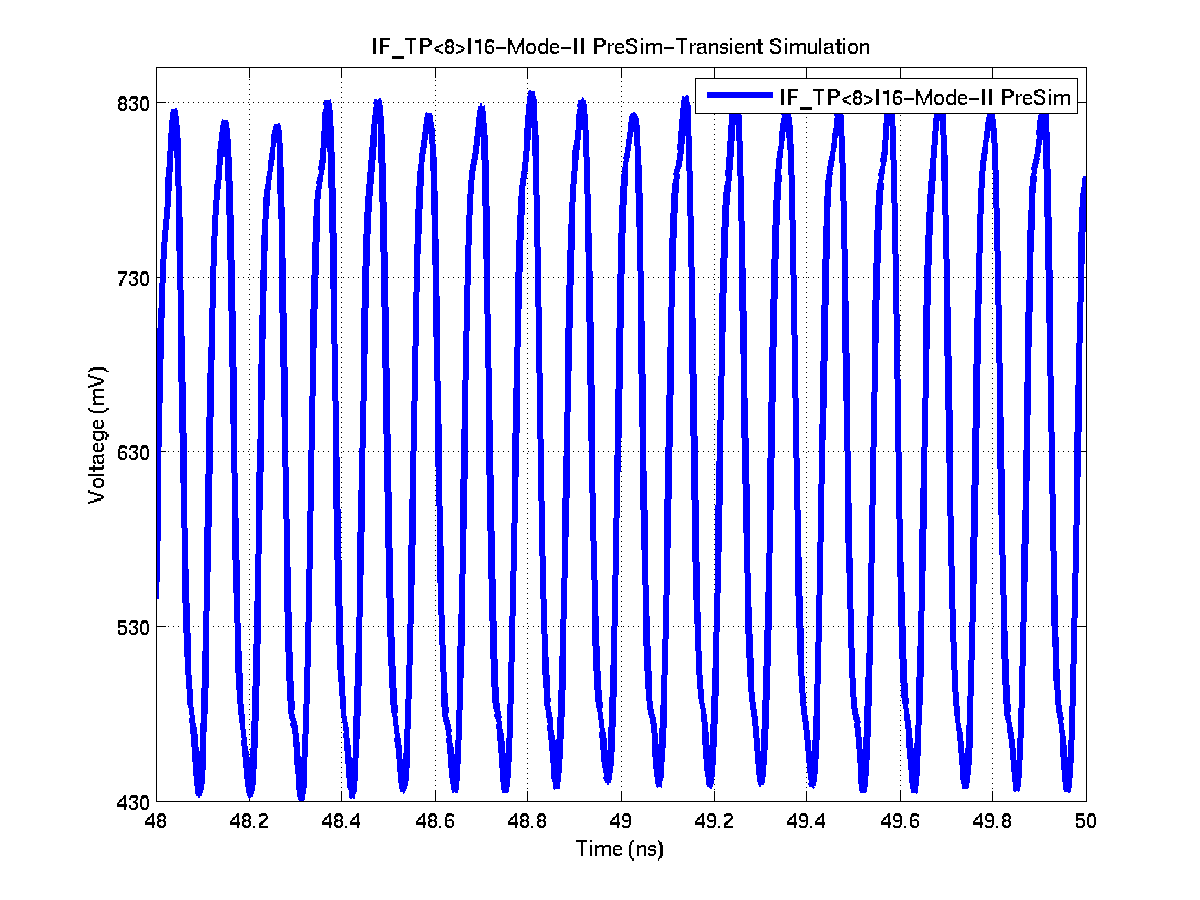 IF_TP<8>I16-Mode-II PreSim-Transient Simulation
IF_TP<8>I16-Mode-II PreSim
830
730
630
530
430
Voltaege (mV)
48 48.2 48.4 48.6 48.8 49 49.2 49.4 49.6 49.8 50
Time (ns)